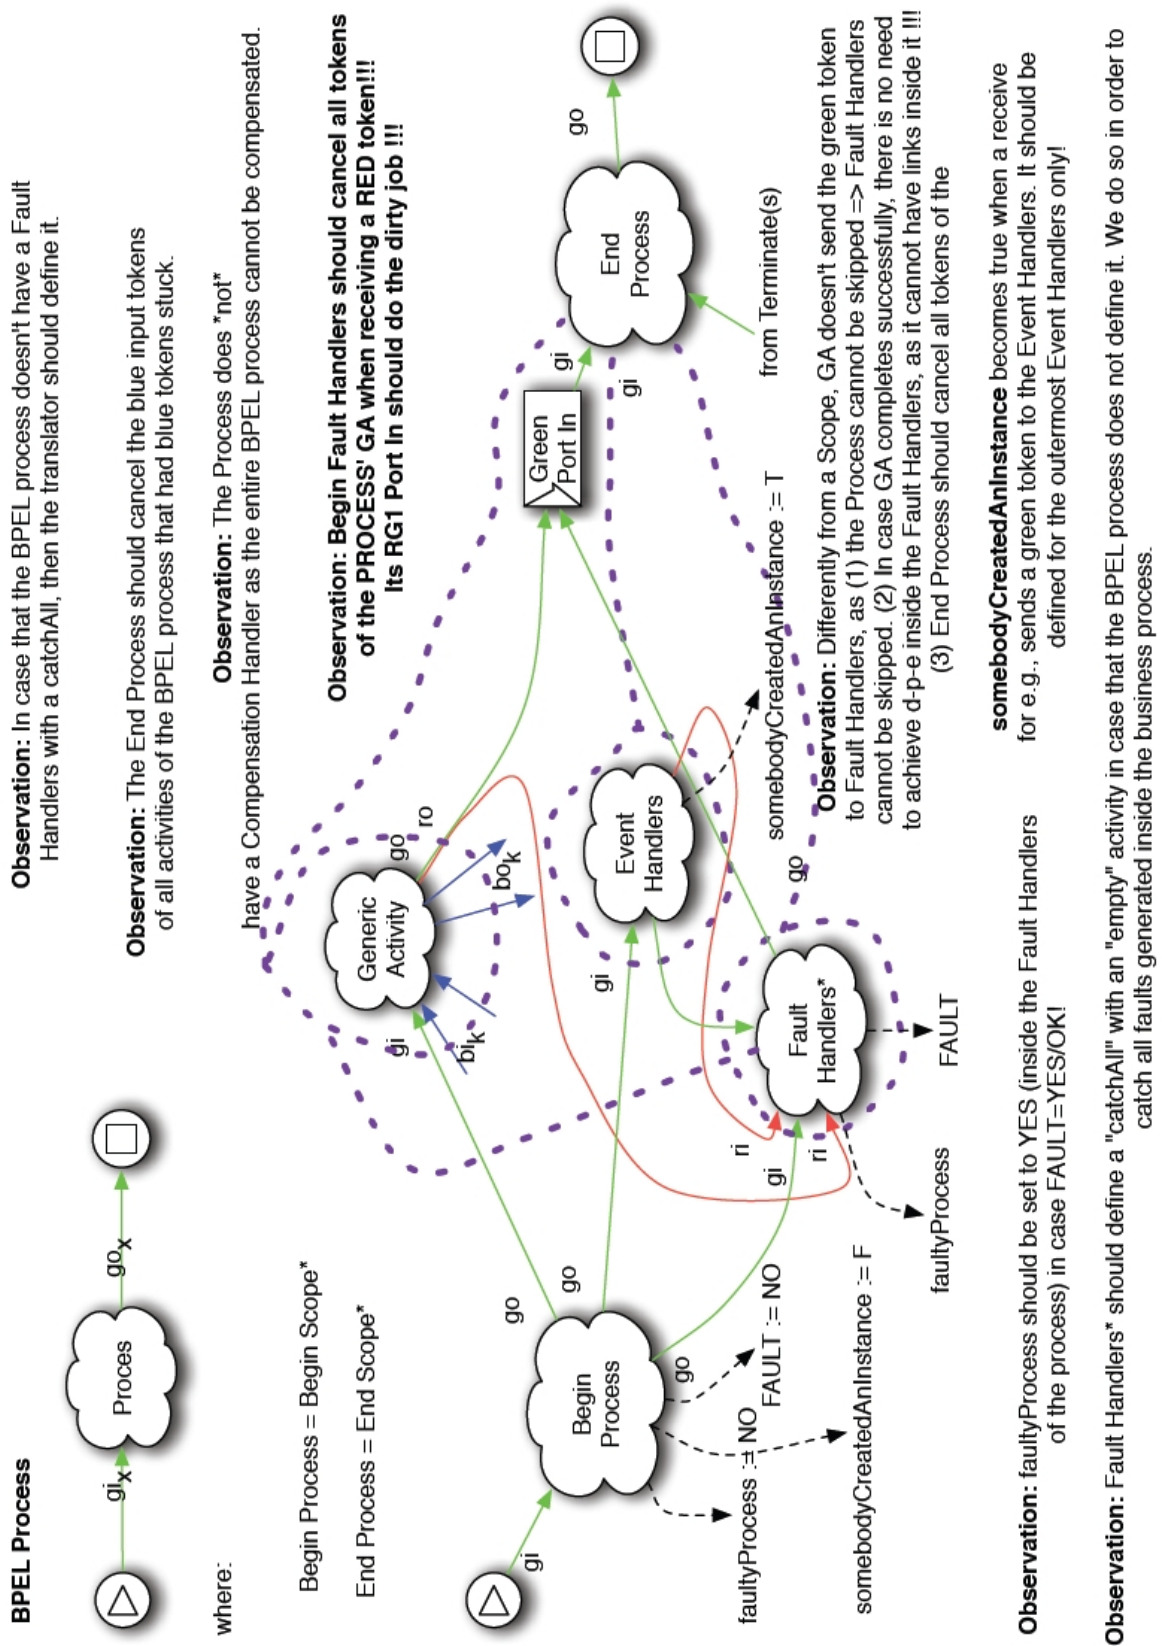 BPEL Process
gix
Proces
gox
Observation: In case that the BPEL process doesn't have a Fault
Handlers with a catchAll, then the translator should define it.
Observation: The End Process should cancel the blue input tokens
of all activities of the BPEL process that had blue tokens stuck.
where:
Observation: The Process does *not*
have a Compensation Handler as the entire BPEL process cannot be compensated.
Begin Process = Begin Scope*
End Process = End Scope*
Observation: Begin Fault Handlers should cancel all tokens
of the PROCESS' GA when receiving a RED token!!!
Its RG1 Port In should do the dirty job !!!
gi
Begin
Process
go
go
go
faultyProcess := NO
FAULT := NO
somebodyCreatedAnInstance := F
gi
bik
Generic
Activity
go
ro
bok
gi
Event
Handlers
somebodyCreatedAnInstance := T
ri
gi
ri
Fault
Handlers*
go
FAULT
faultyProcess
Green
Port In
gi
gi
End
Process
go
from Terminate(s)
Observation: Differently from a Scope, GA doesn't send the green token
to Fault Handlers, as (1) the Process cannot be skipped => Fault Handlers
cannot be skipped. (2) In case GA completes successfully, there is no need
to achieve d-p-e inside the Fault Handlers, as it cannot have links inside it !!!
(3) End Process should cancel all tokens of the
somebodyCreatedAnInstance becomes true when a receive
for e.g., sends a green token to the Event Handlers. It should be
defined for the outermost Event Handlers only!
Observation: faultyProcess should be set to YES (inside the Fault Handlers
of the process) in case FAULT=YES/OK!
Observation: Fault Handlers* should define a "catchAll" with an "empty" activity in case that the BPEL process does not define it. We do so in order to
catch all faults generated inside the business process.